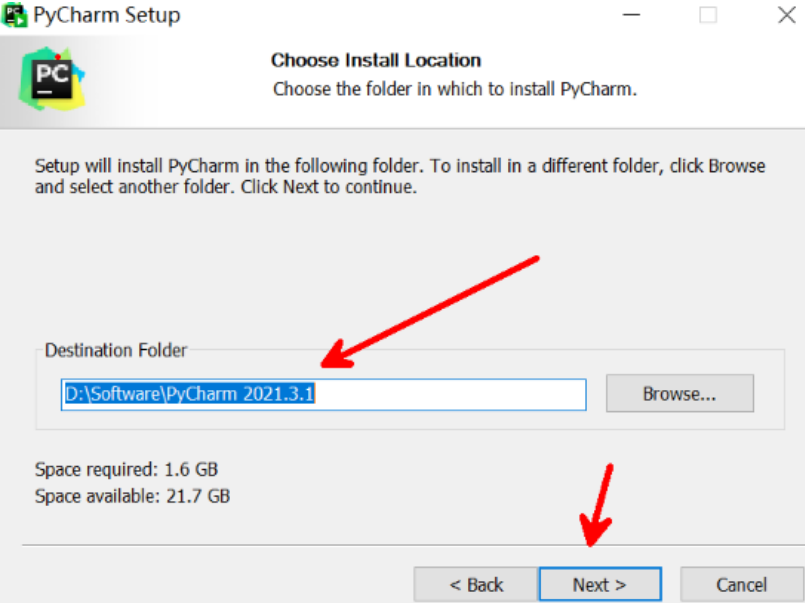 PyCharm Setup
PC
Choose Install Location
Choose the folder in which to install PyCharm.
Setup will install PyCharm in the following folder. To install in a different folder, click Browse
and select another folder. Click Next to continue.
Destination Folder
D:\Software\PyCharm 2021.3.1
Browse...
Space required: 1.6 GB
Space available: 21.7 GB
< Back
Next >
Cancel